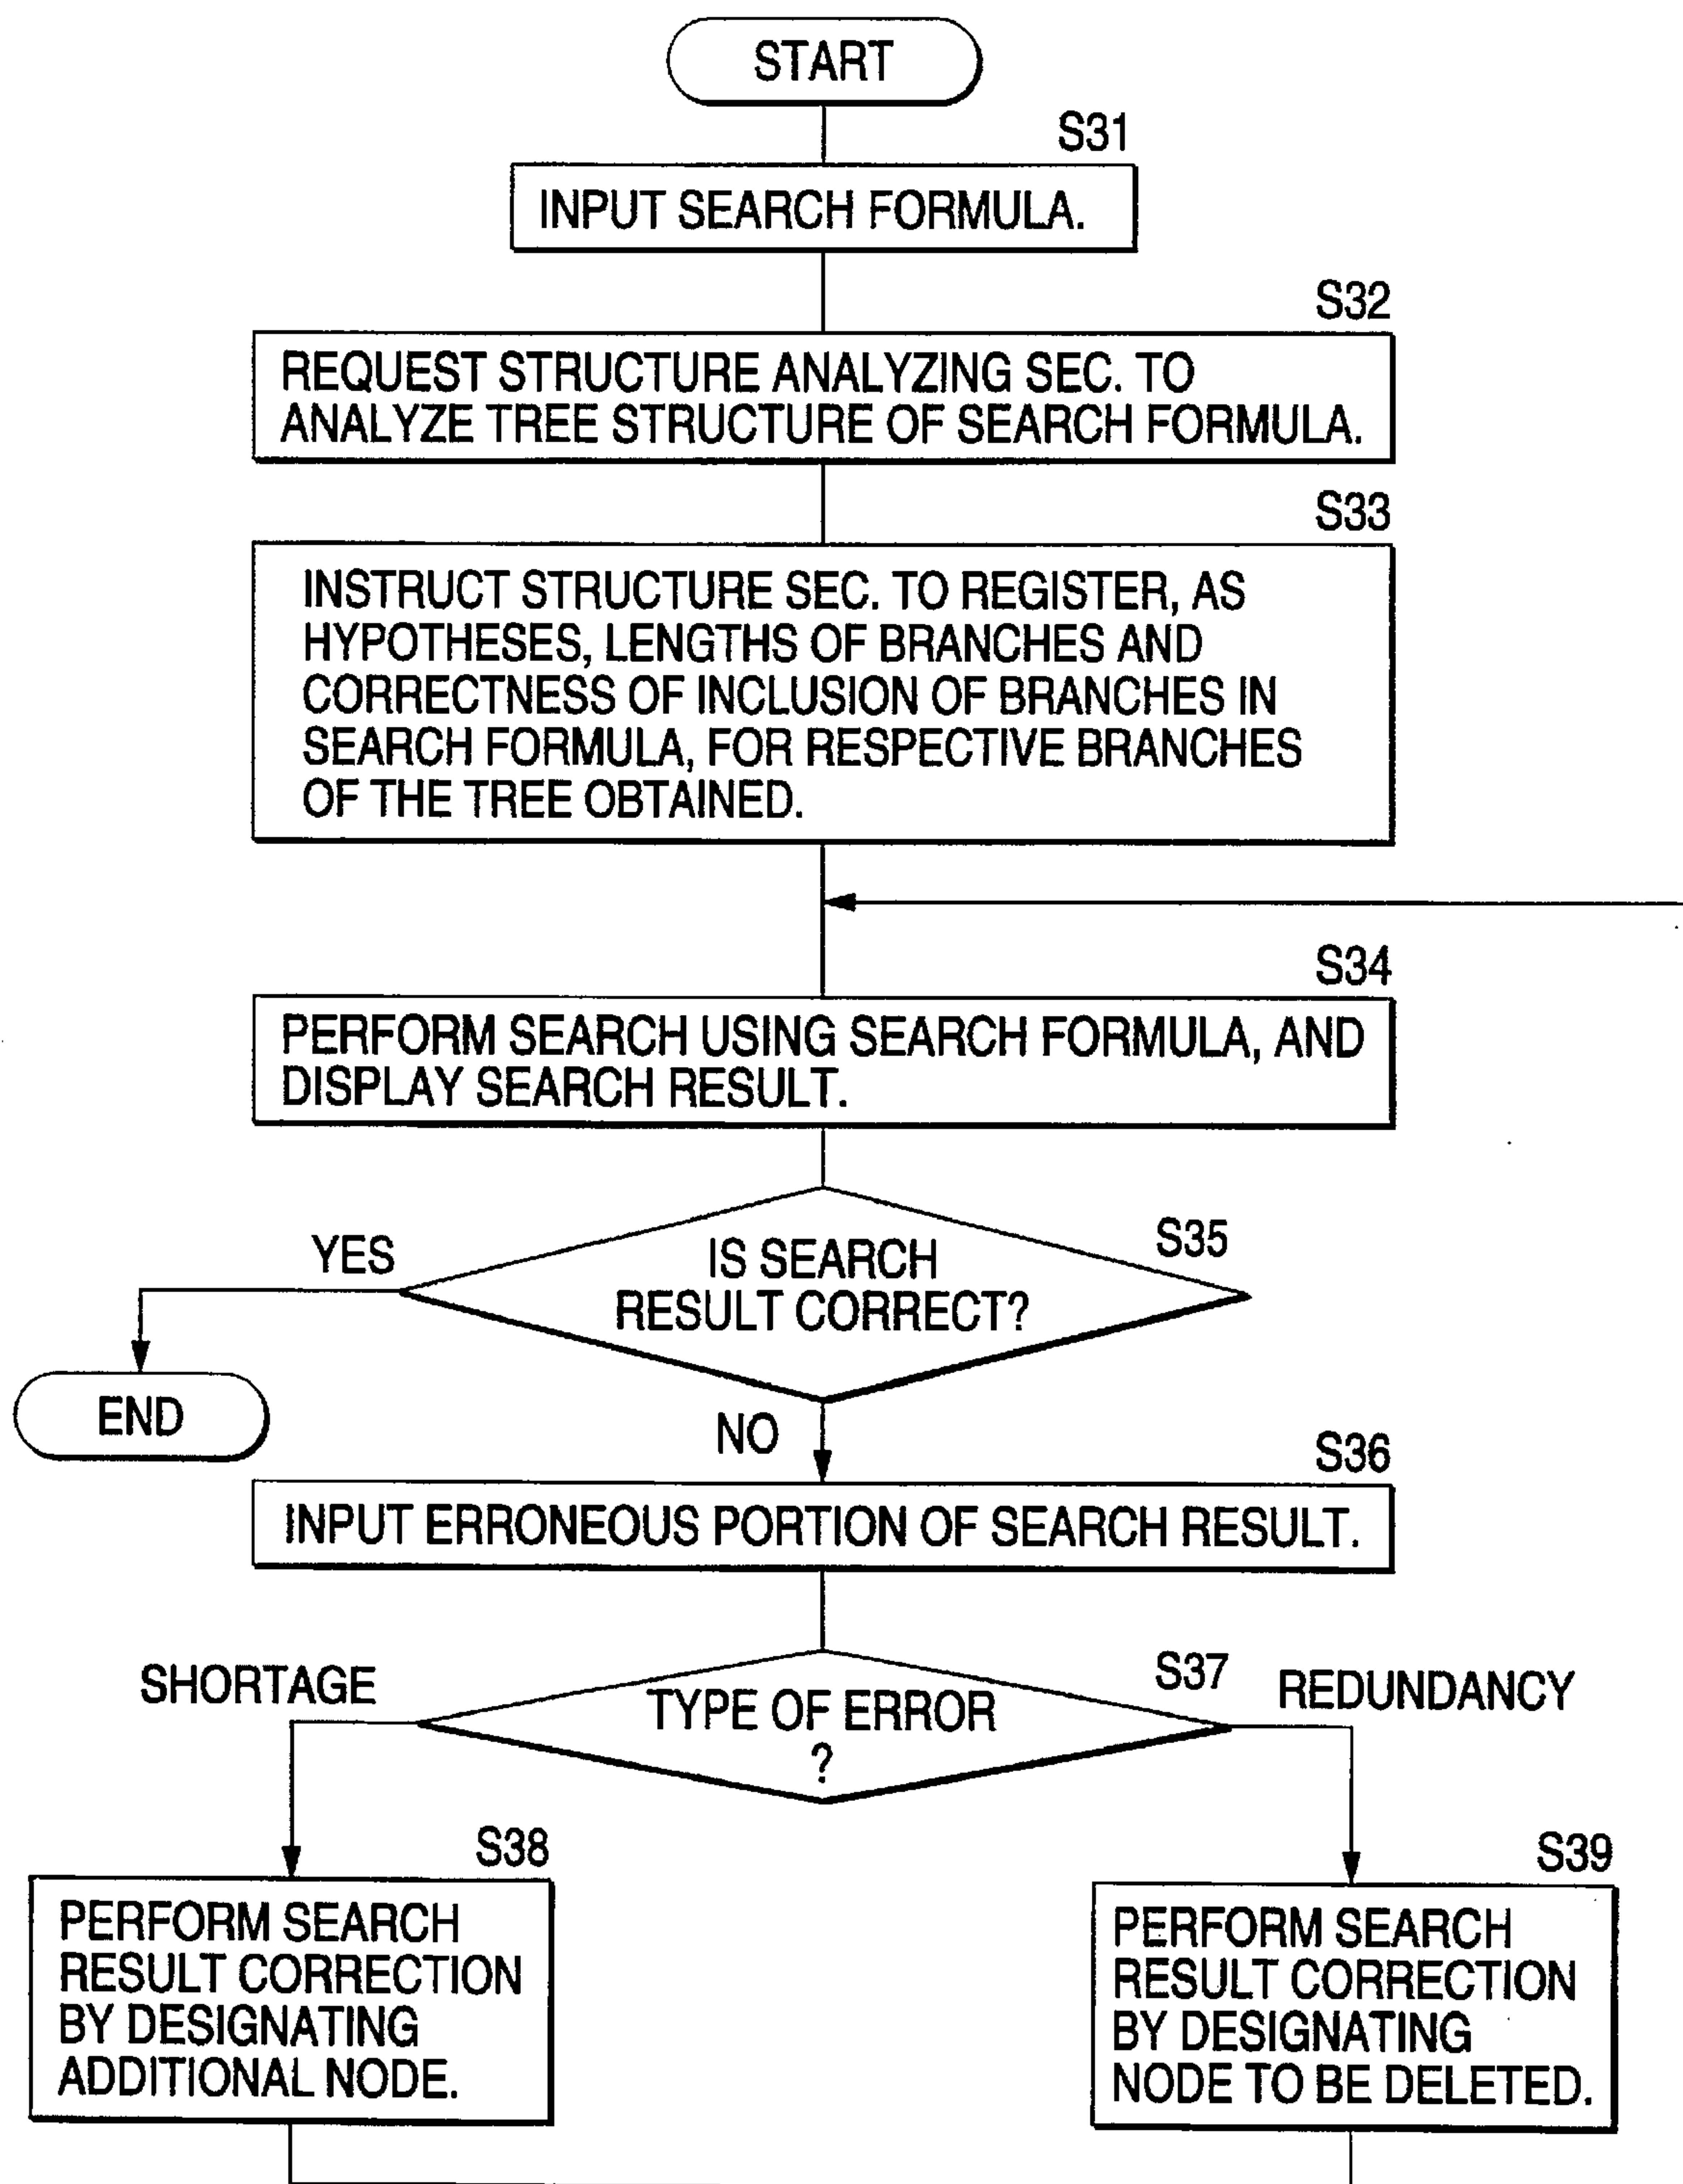 START
S31
INPUT SEARCH FORMULA.
S32
REQUEST STRUCTURE ANALYZING SEC. TO
ANALYZE TREE STRUCTURE OF SEARCH FORMULA.
S33
INSTRUCT STRUCTURE SEC. TO REGISTER, AS
HYPOTHESES, LENGTHS OF BRANCHES AND
CORRECTNESS OF INCLUSION OF BRANCHES IN
SEARCH FORMULA, FOR RESPECTIVE BRANCHES
OF THE TREE OBTAINED.
S34
PERFORM SEARCH USING SEARCH FORMULA, AND
DISPLAY SEARCH RESULT.
S35
YES
IS SEARCH
RESULT CORRECT?
END
NO
S36
INPUT ERRONEOUS PORTION OF SEARCH RESULT.
S37
SHORTAGE
REDUNDANCY
TYPE OF ERROR
?
S38
PERFORM SEARCH
RESULT CORRECTION
BY DESIGNATING
ADDITIONAL NODE.
S39
PERFORM SEARCH
RESULT CORRECTION
BY DESIGNATING
NODE TO BE DELETED.